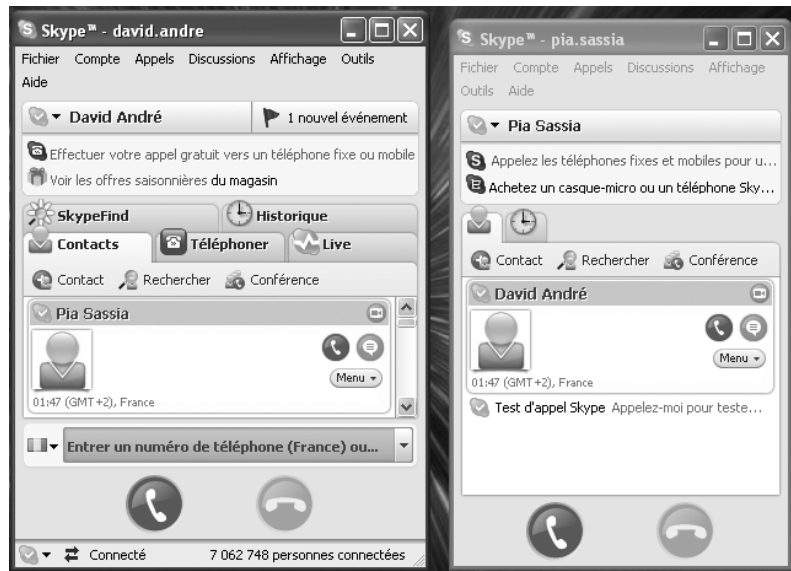 Skype™ - david.andre
Fichier Compte Appels Discussions Affichage Outils
Aide
David André
1 nouvel événement
Effectuer votre appel gratuit vers un téléphone fixe ou mobile
Voir les offres saisonnières du magasin
SkypeFind
Historique
Contacts
Téléphoner
Live
Contact
Rechercher
Conférence
Pia Sassia
Menu
01:47 (GMT+2), France
Entrer un numéro de téléphone (France) ou...
Connecté
7 062 748 personnes connectées
Skype™ - pia.sassia
Fichier Compte Appels Discussions Affichage
Outils Aide
Pia Sassia
Appelez les téléphones fixes et mobiles pour u...
Achetez un casque-micro ou un téléphone Sky...
Contact
Rechercher
Conférence
David André
Menu
01:47 (GMT+2), France
Test d'appel Skype Appelez-moi pour teste...